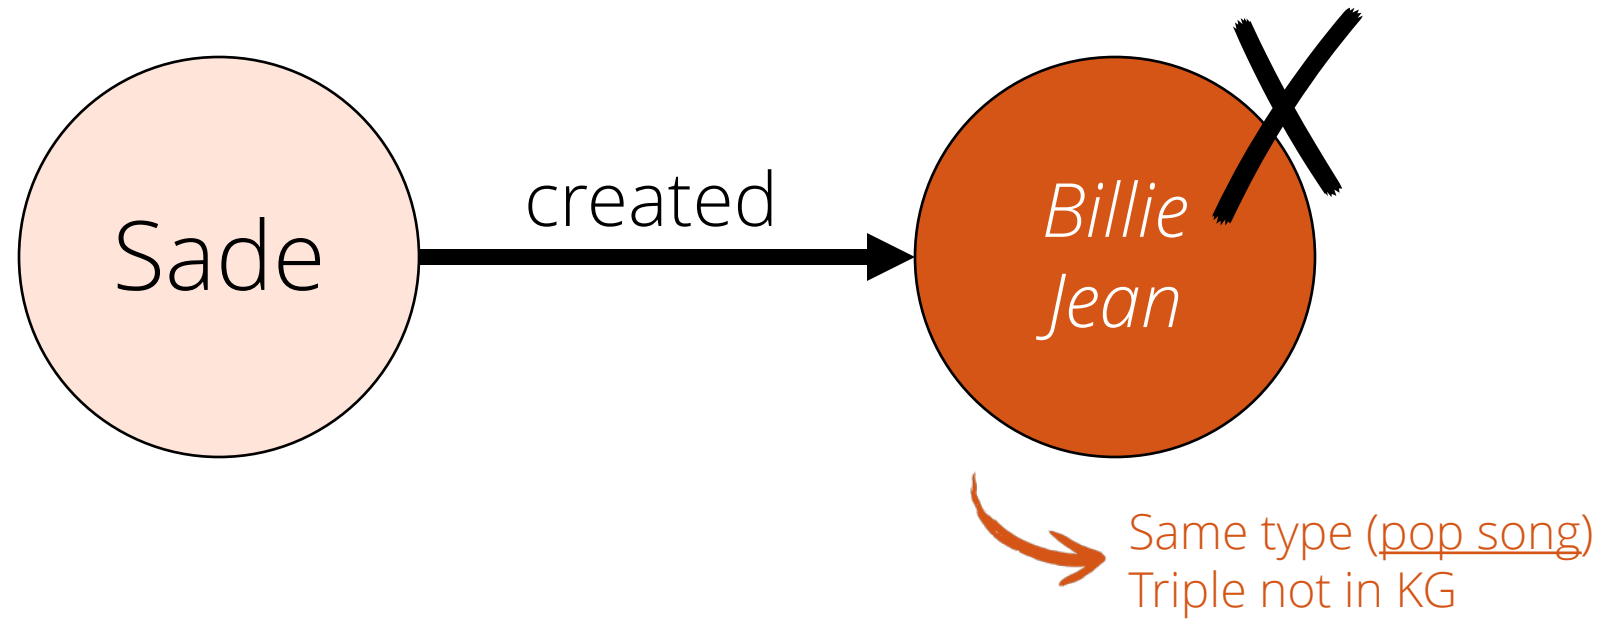 Sade
created
Billie
Jean
Same type (pop song)
Triple not in KG